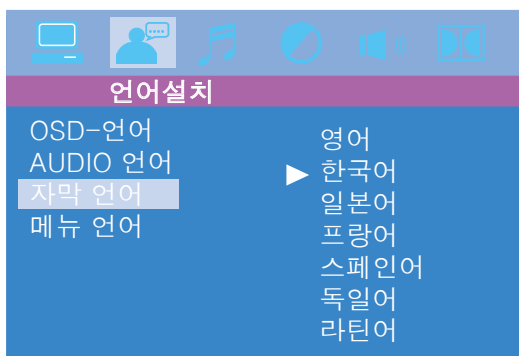 언어설치
OSD-언어
AUDIO 언어
자막 언어
메뉴 언어
영어
▶ 한국어
일본어
프랑어
스페인어
독일어
라틴어